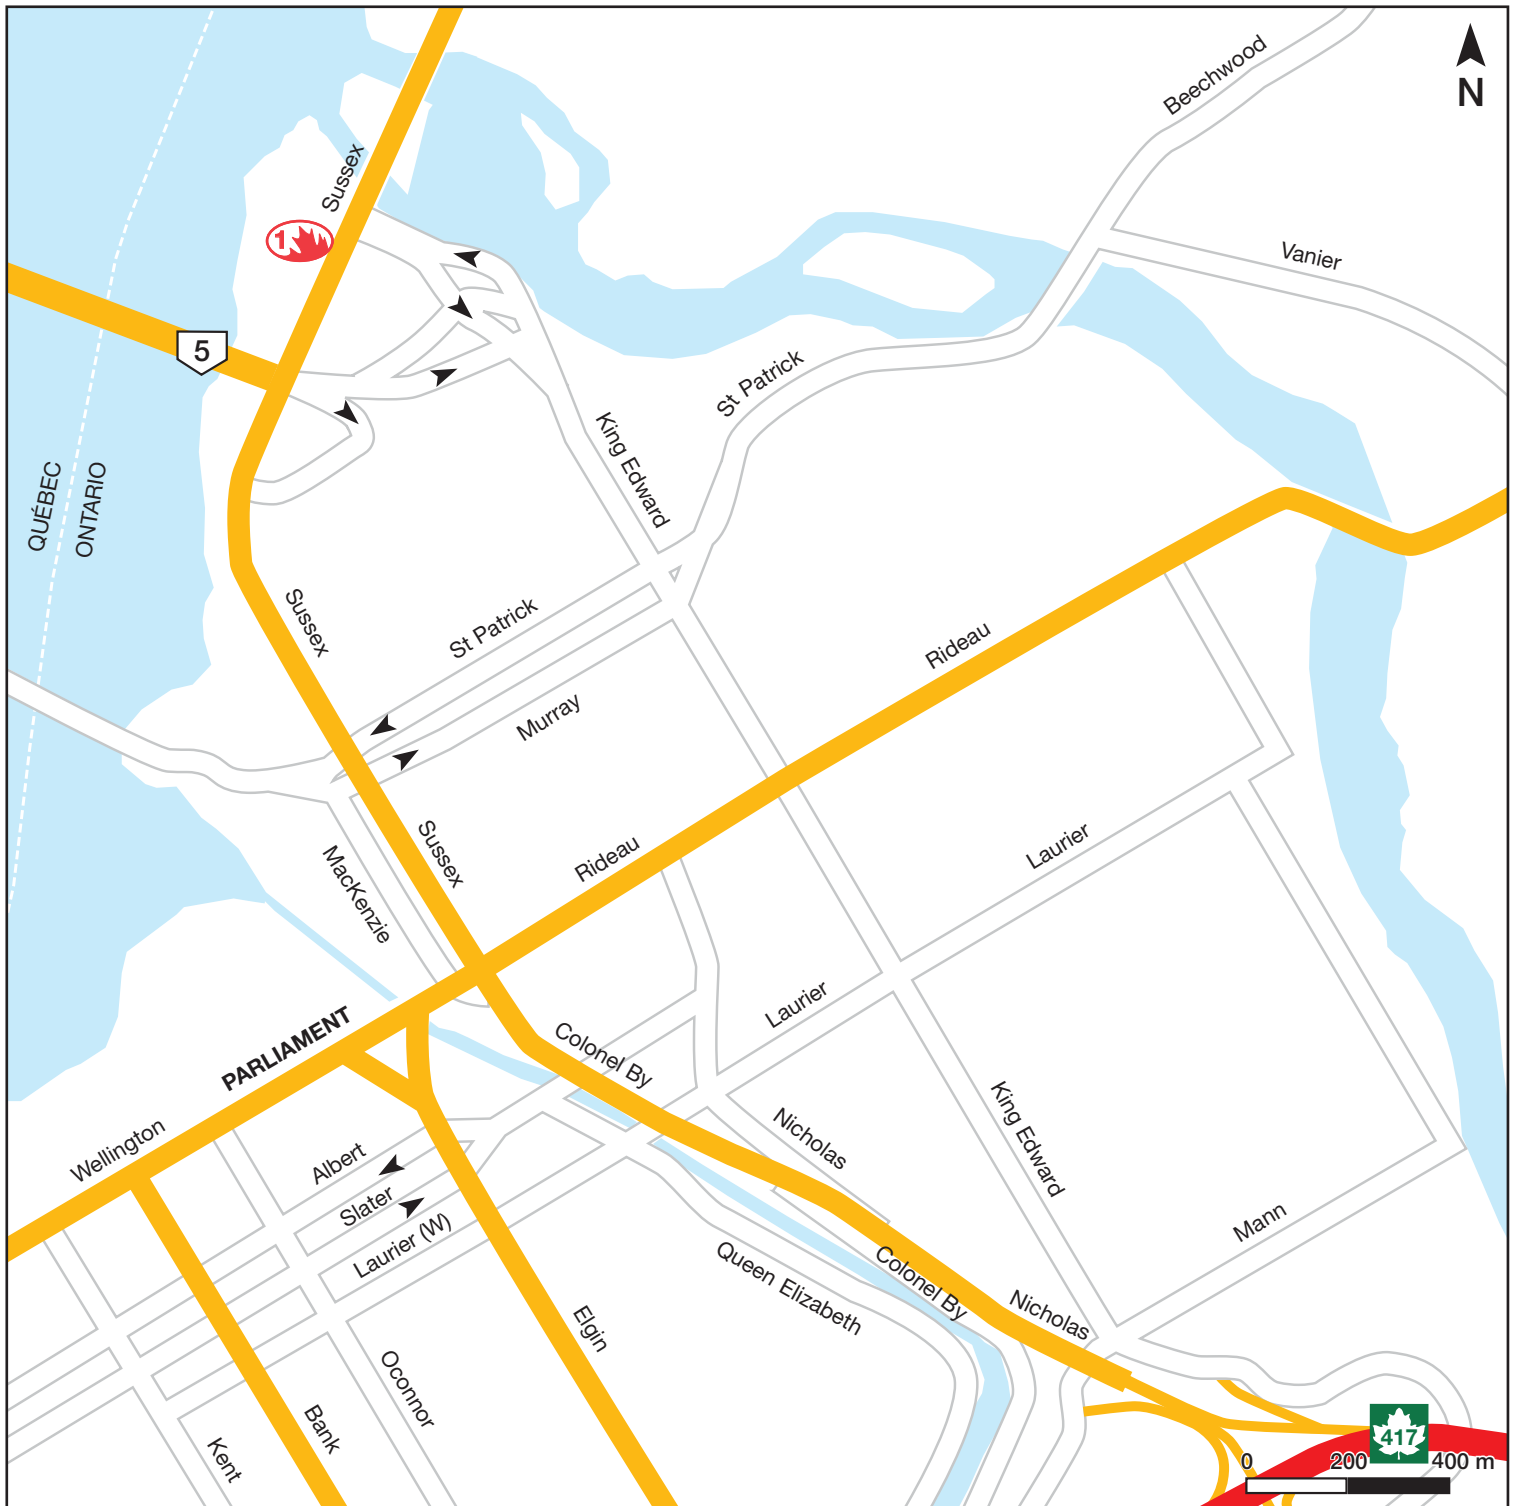 Beechwood
N
Sussex
1
Vanier
5
St Patrick
King Edward
QUÉBEC
ONTARIO
Sussex
St Patrick
Rideau
Murray
Sussex
Rideau
Laurier
MacKenzie
Laurier
PARLIAMENT
Colonel By
Wellington
Albert
Nicholas
King Edward
Slater
Laurier (W)
Mann
Queen Elizabeth
Colonel By
Nicholas
Elgin
Oconnor
Bank
Kent
417
0 200 400 m